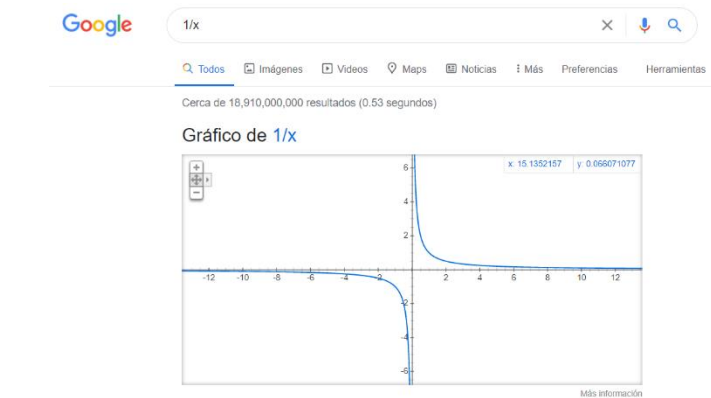 Google
1/x
Todos Imágenes Videos Maps Noticias Más Preferencias Herramientas
Cerca de 18,910,000,000 resultados (0.53 segundos)
Gráfico de 1/x
x: 15.1352157 y: 0.066071077
6
4
2
-12 -10 -8 -6 -4 -2 2 4 6 8 10 12
-2
-4
-6
Más información